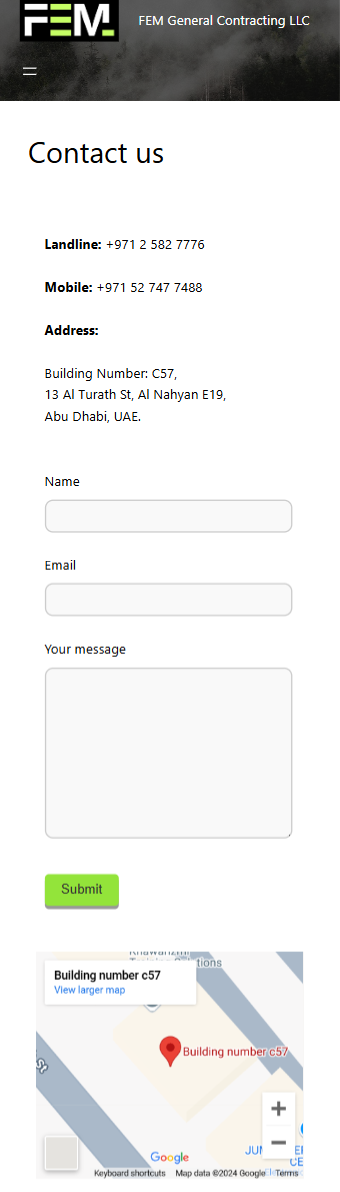 FEM
FEM General Contracting LLC
Contact us
Landline: +971 2 582 7776
Mobile: +971 52 747 7488
Address:
Building Number: C57,
13 Al Turath St, Al Nahyan E19,
Abu Dhabi, UAE.
Name
Email
Your message
Submit
Building number c57
View larger map
Building number c57
St
Google
Keyboard shortcuts
Map data ©2024 Google
Terms